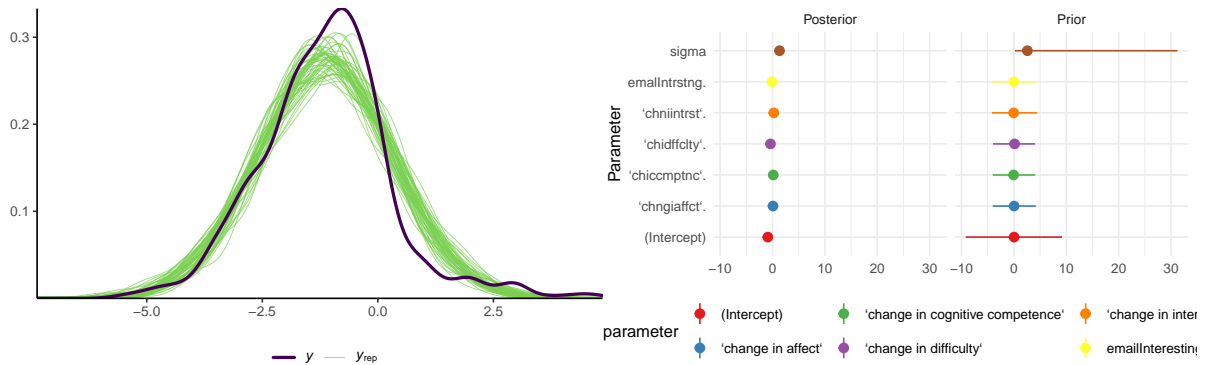 0.3
0.2
0.1
−5.0 −2.5 0.0 2.5
y yrep
Posterior Prior
Parameter
sigma
emailIntrstng.
‘chniintrst‘.
‘chidffclty‘.
‘chiccmptnc‘.
‘chngiaffct‘.
(Intercept)
−10 0 10 20 30 −10 0 10 20 30
parameter
(Intercept) ‘change in cognitive competence‘ ‘change in inter
‘change in affect‘ ‘change in difficulty‘ emailInteresting